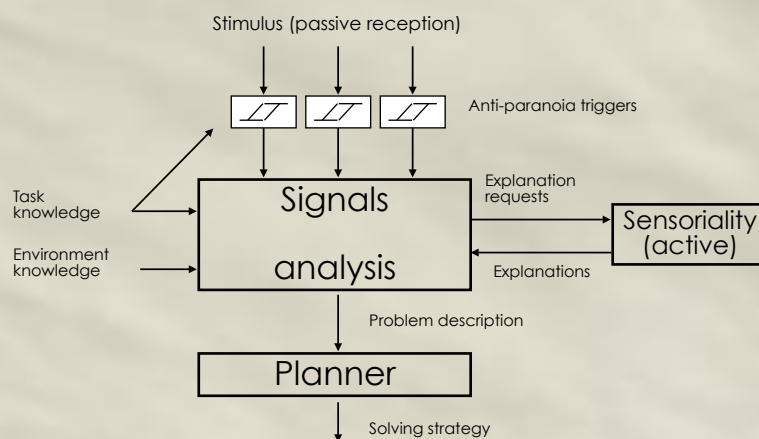 Stimulus (passive reception)
Anti-paranoia triggers
Task
knowledge
Environment
knowledge
Signals
analysis
Explanation
requests
Explanations
Sensoriality
(active)
Problem description
Planner
Solving strategy